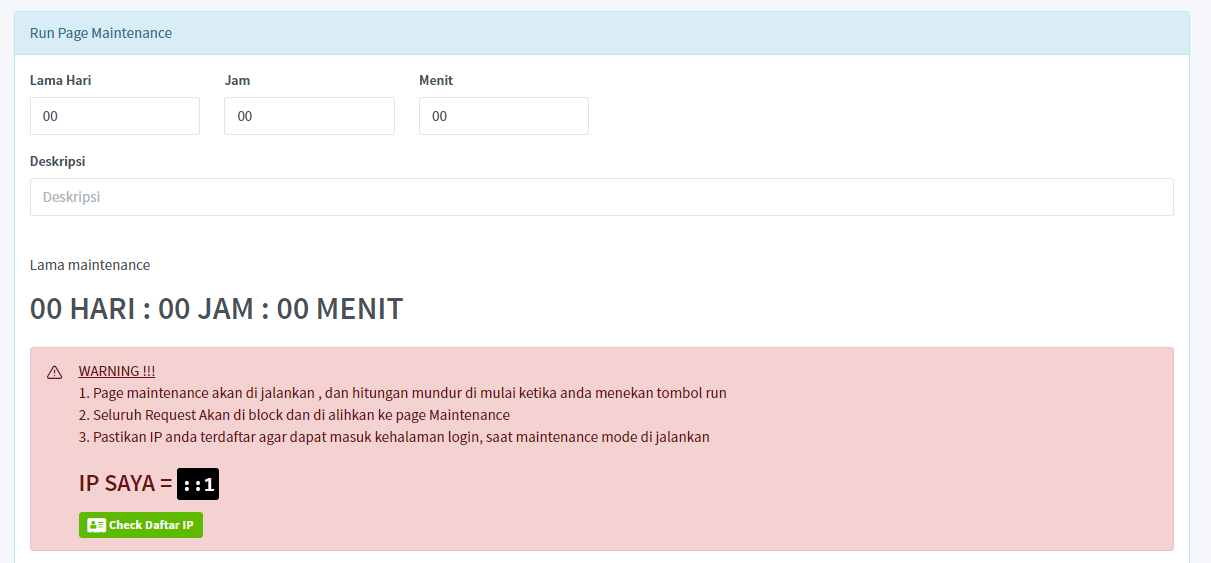 Run Page Maintenance
Lama Hari Jam Menit
00 00 00
Deskripsi
Deskripsi
Lama maintenance
00 HARI : 00 JAM : 00 MENIT
WARNING !!!
1. Page maintenance akan di jalankan , dan hitungan mundur di mulai ketika anda menekan tombol run
2. Seluruh Request Akan di block dan di alihkan ke page Maintenance
3. Pastikan IP anda terdaftar agar dapat masuk kehalaman login, saat maintenance mode di jalankan
IP SAYA = ::1
Check Daftar IP